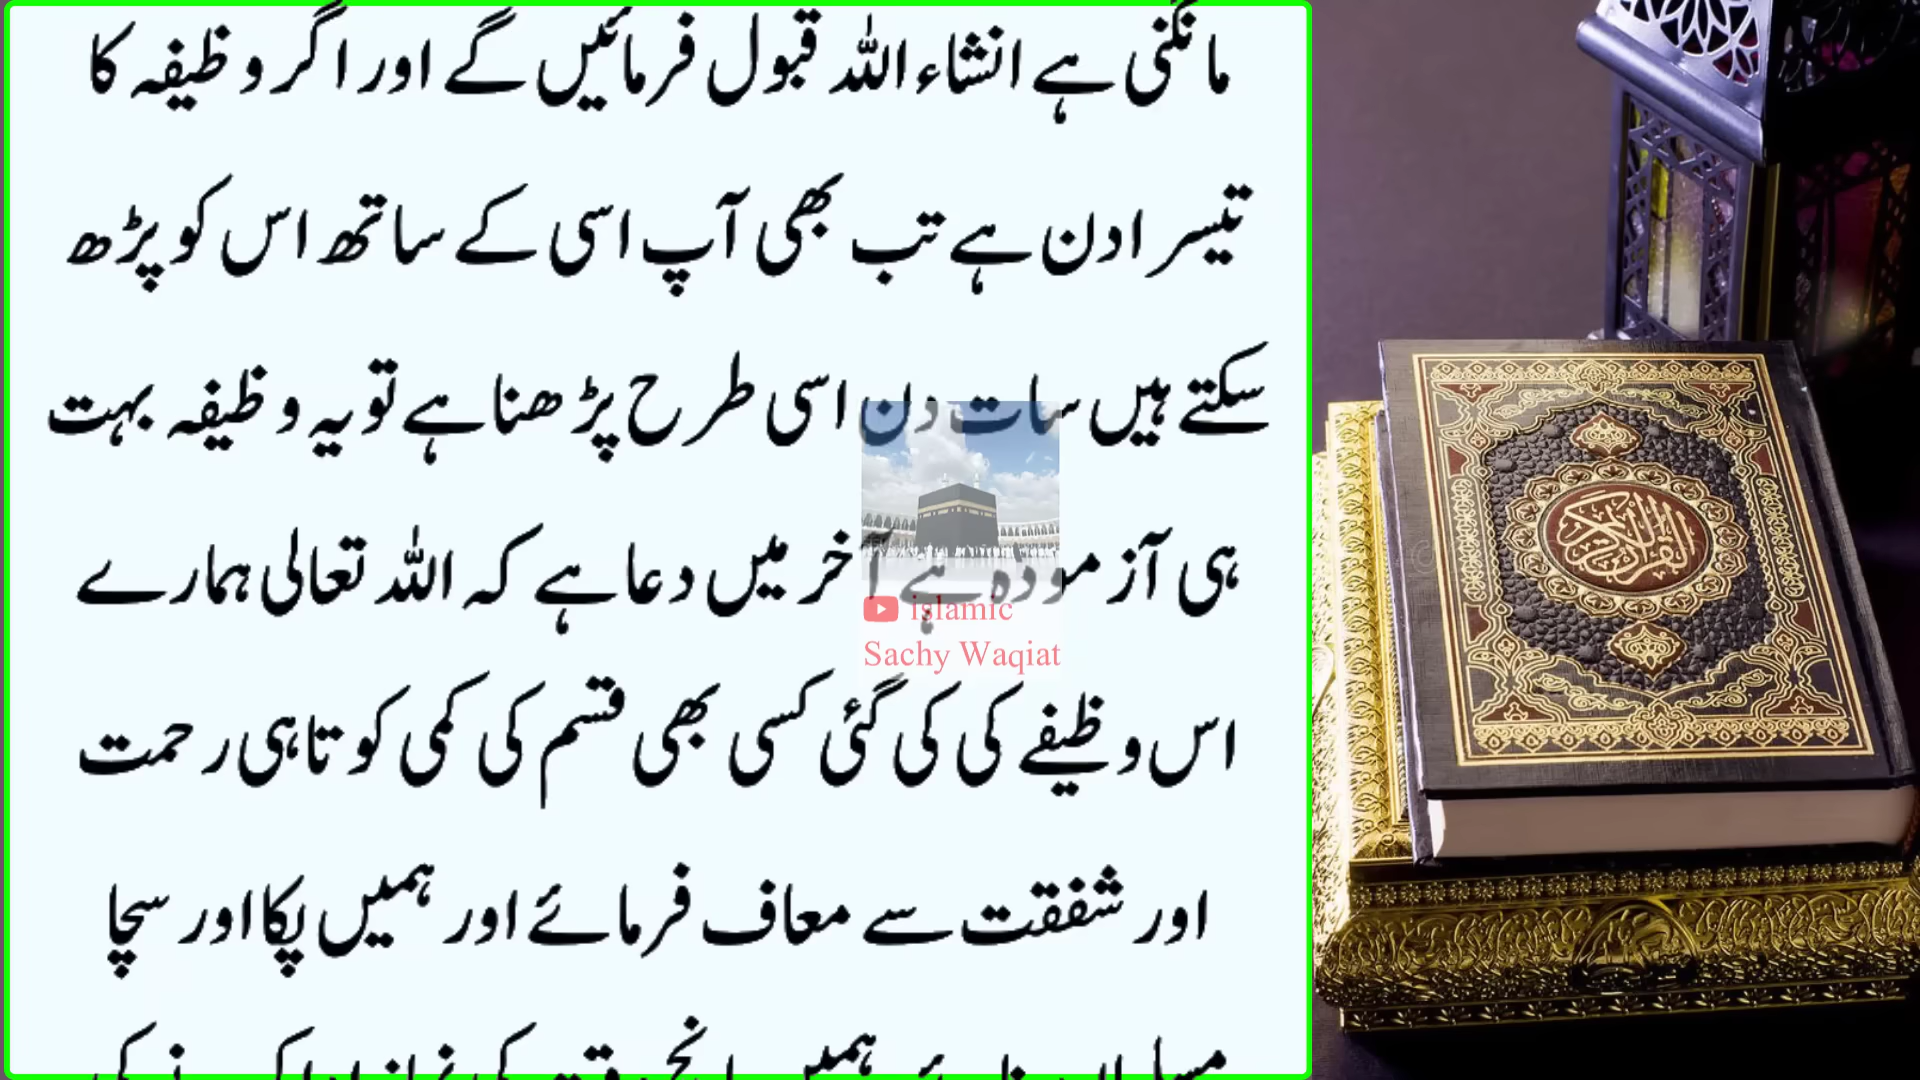 مانگنی ہے انشاء اللہ قبول فرمائیں گے اور اگر وظیفہ کا
تیسرا دن ہے تب بھی آپ اسی کے ساتھ اس کو پڑھ
سکتے ہیں سات دن اسی طرح پڑھنا ہے تو یہ وظیفہ بہت
ہی آزمودہ ہے آخر میں دعا ہے کہ اللہ تعالی ہمارے
اس وظیفے کی کی گئی کسی بھی قسم کی کمی کوتاہی رحمت
اور شفقت سے معاف فرمائے اور ہمیں پکا اور سچا
islamic
Sachy Waqiat
القرآن الكريم